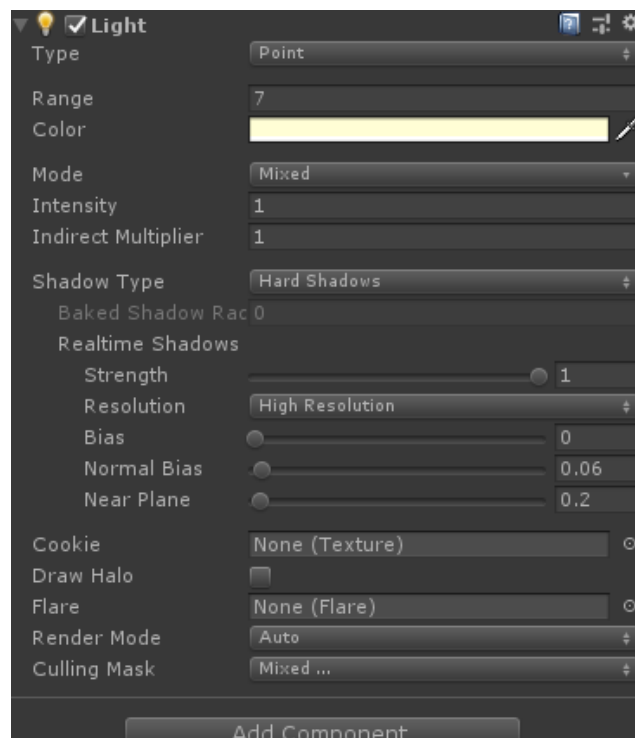 Light
Type Point
Range 7
Color
Mode Mixed
Intensity 1
Indirect Multiplier 1
Shadow Type Hard Shadows
Baked Shadow Rac 0
Realtime Shadows
Strength 1
Resolution High Resolution
Bias 0
Normal Bias 0.06
Near Plane 0.2
Cookie None (Texture)
Draw Halo
Flare None (Flare)
Render Mode Auto
Culling Mask Mixed ...
Add Component